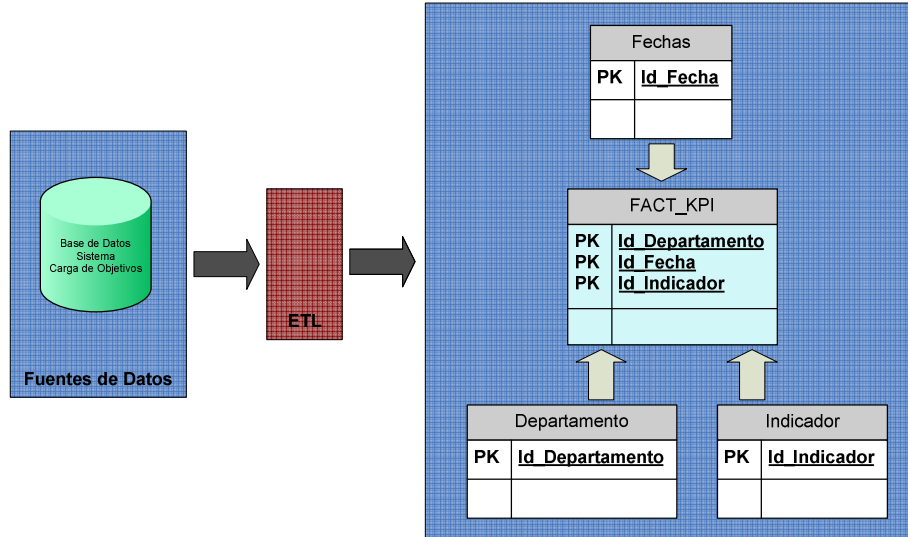 Base de Datos
Sistema
Carga de Objetivos
Fuentes de Datos
ETL
Fechas
PK Id_Fecha
FACT_KPI
PK Id_Departamento
PK Id_Fecha
PK Id_Indicador
Departamento
PK Id_Departamento
Indicador
PK Id_Indicador